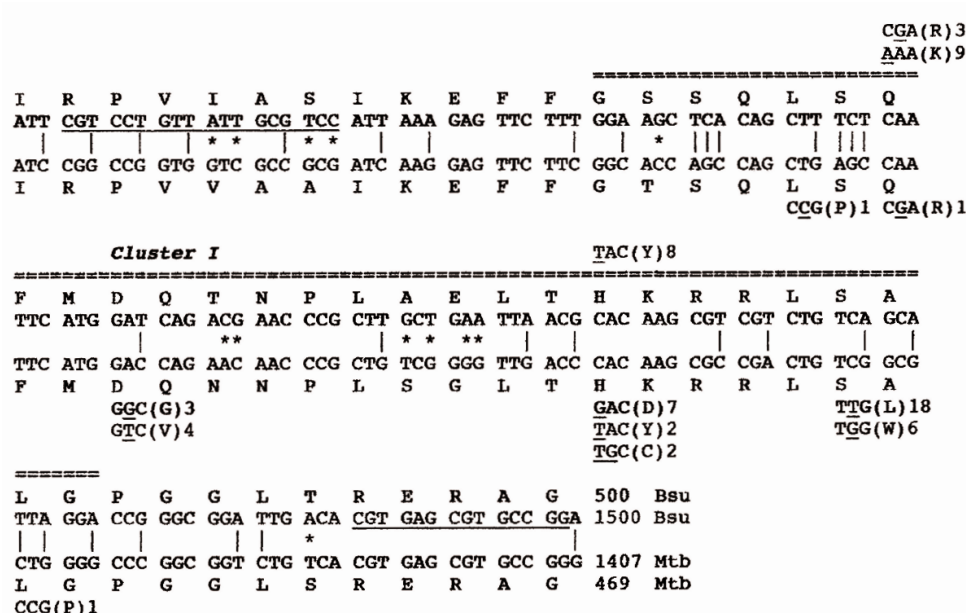 CGA(R)3
AAA(K)9
====================
I R P V I A S I K E F F G S S Q L S Q
ATT CGT CCT GTT ATT GCG TCC ATT AAA GAG TTC TTT GGA AGC TCA CAG CTT TCT CAA
| | | | * * | * * | | | | * ||| | |||
ATC CGG CCG GTG GTC GCC GCG ATC AAG GAG TTC TTC GGC ACC AGC CAG CTG AGC CAA
I R P V V A A I K E F F G T S Q L S Q
CCG(P)1 CGA(R)1
Cluster I TAC(Y)8
====================
F M D Q T N P L A E L T H K R R L S A
TTC ATG GAT CAG ACG AAC CCG CTT GCT GAA TTA ACG CAC AAG CGT CGT CTG TCA GCA
| ** | * * ** | | | | | |
TTC ATG GAC CAG AAC AAC CCG CTG TCG GGG TTG ACC CAC AAG CGC CGA CTG TCG GCG
F M D Q N N P L S G L T H K R R L S A
GGC(G)3 GAC(D)7 TTG(L)18
GTC(V)4 TAC(Y)2 TGG(W)6
TGC(C)2
=======
L G P G G L T R E R A G 500 Bsu
TTA GGA CCG GGC GGA TTG ACA CGT GAG CGT GCC GGA 1500 Bsu
| | | | | | * |
CTG GGG CCC GGC GGT CTG TCA CGT GAG CGT GCC GGG 1407 Mtb
L G P G G L S R E R A G 469 Mtb
CCG(P)1